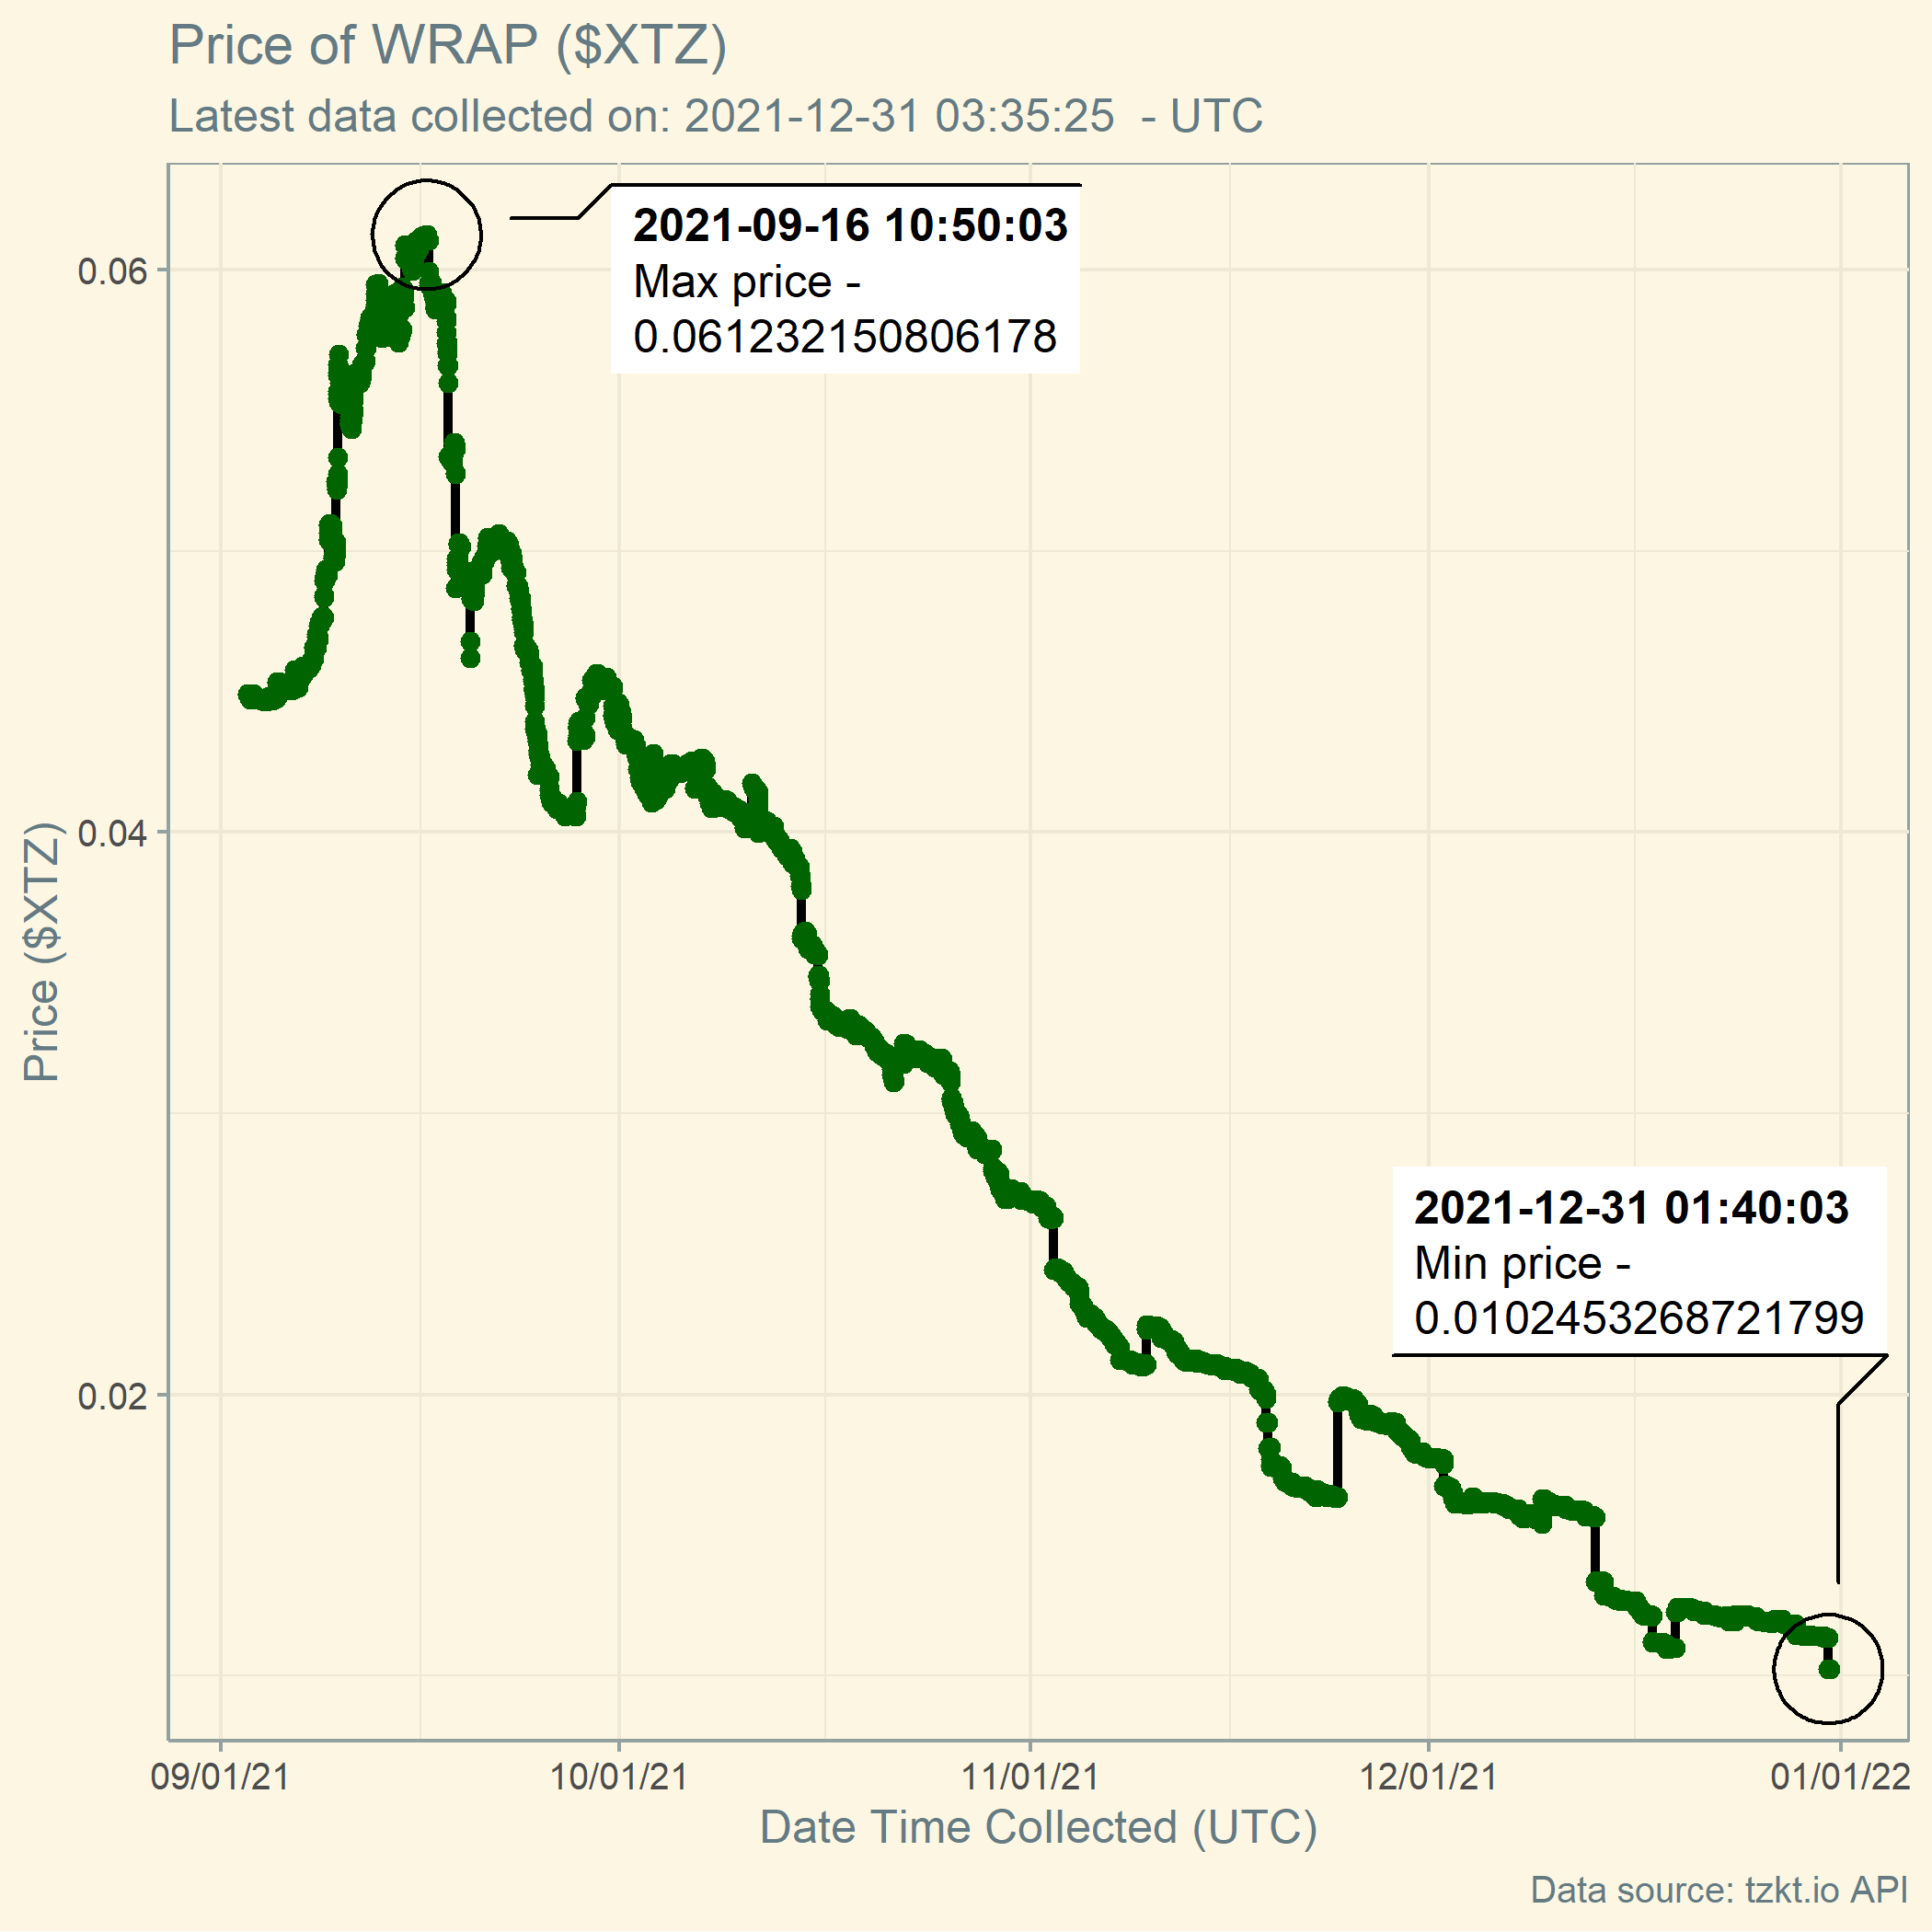 Price of WRAP ($XTZ)
Latest data collected on: 2021-12-31 03:35:25  - UTC
2021-09-16 10:50:03
Max price -
0.061232150806178
0.06
0.04
0.02
Price ($XTZ)
2021-12-31 01:40:03
Min price -
0.0102453268721799
09/01/21
10/01/21
11/01/21
12/01/21
01/01/22
Date Time Collected (UTC)
Data source: tzkt.io API